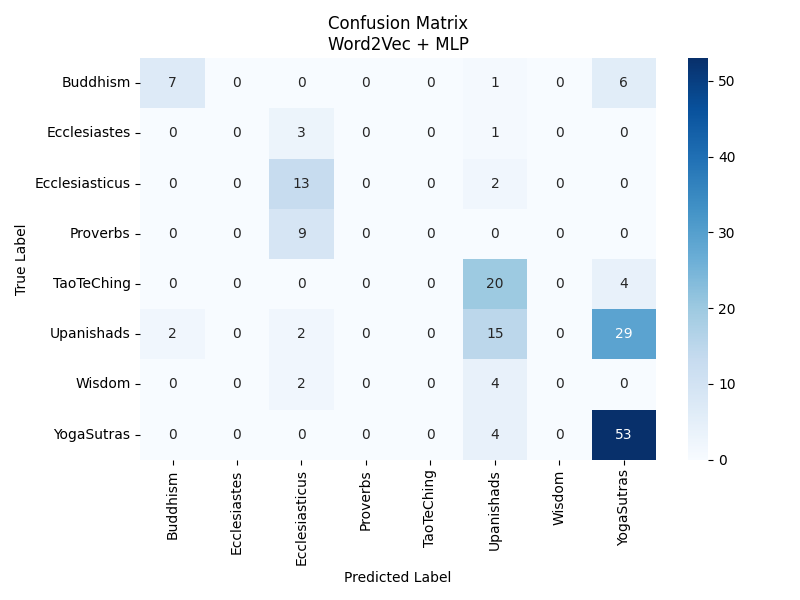 Confusion Matrix
Word2Vec + MLP
True Label
Buddhism 7 0 0 0 0 1 0 6
Ecclesiastes 0 0 3 0 0 1 0 0
Ecclesiasticus 0 0 13 0 0 2 0 0
Proverbs 0 0 9 0 0 0 0 0
TaoTeChing 0 0 0 0 0 20 0 4
Upanishads 2 0 2 0 0 15 0 29
Wisdom 0 0 2 0 0 4 0 0
YogaSutras 0 0 0 0 0 4 0 53
Buddhism
Ecclesiastes
Ecclesiasticus
Proverbs
TaoTeChing
Upanishads
Wisdom
YogaSutras
Predicted Label
50
40
30
20
10
0